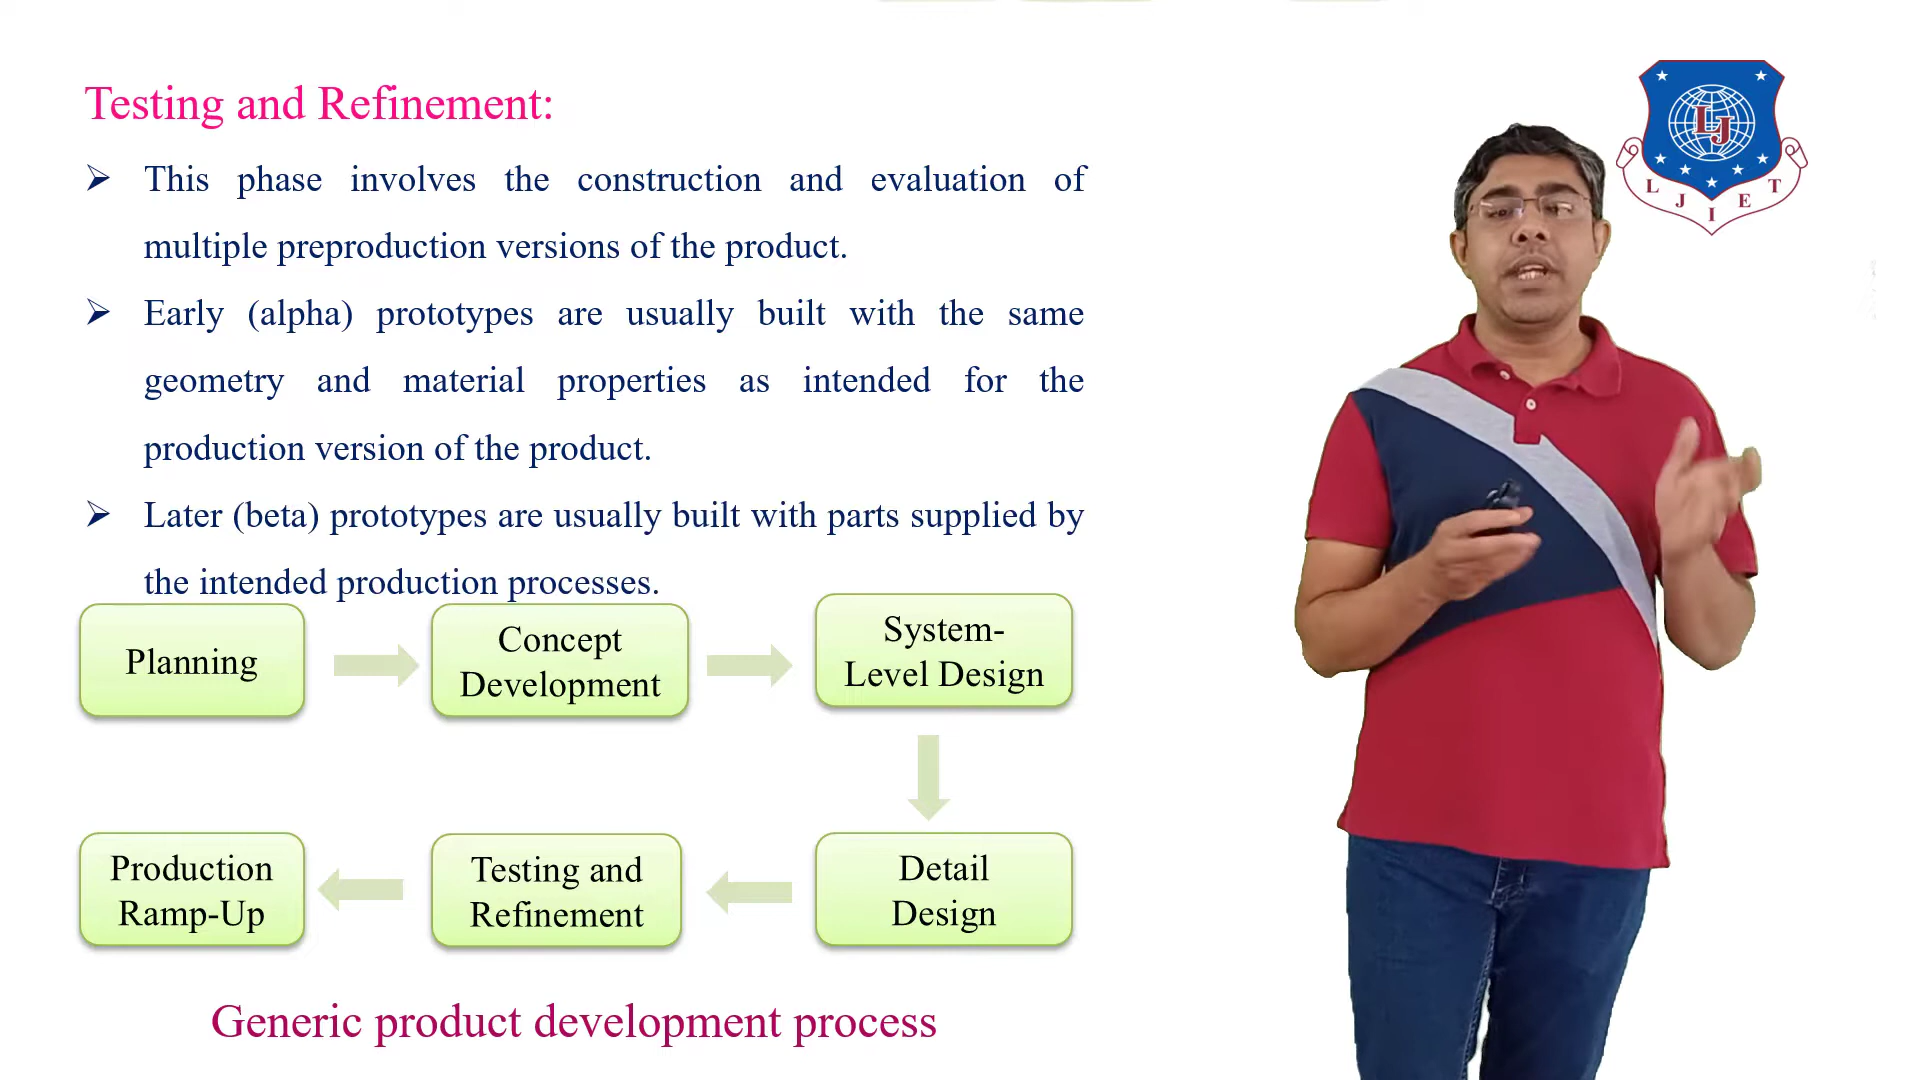 Testing and Refinement:
This phase involves the construction and evaluation of
multiple preproduction versions of the product.
Early (alpha) prototypes are usually built with the same
geometry and material properties as intended for the
production version of the product.
Later (beta) prototypes are usually built with parts supplied by
the intended production processes.
Planning
Concept
Development
System-
Level Design
Production
Ramp-Up
Testing and
Refinement
Detail
Design
Generic product development process
LJ
L J I E T